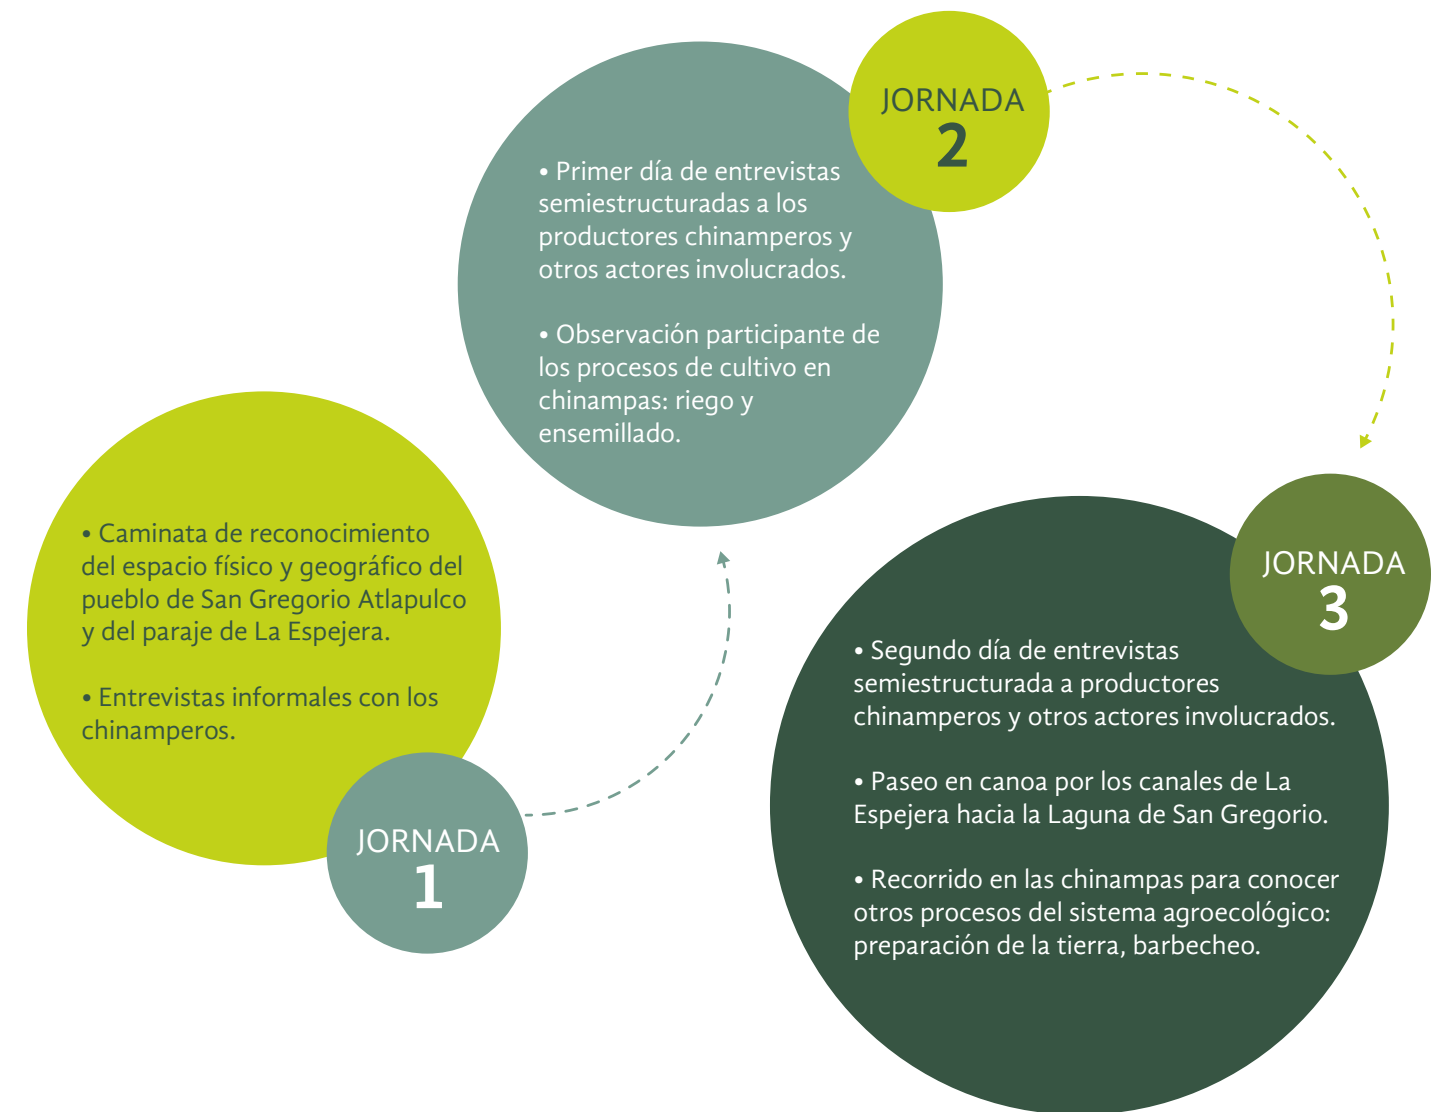 • Caminata de reconocimiento
del espacio físico y geográfico del
pueblo de San Gregorio Atlapulco
y del paraje de La Espejera.
• Entrevistas informales con los
chinamperos.
JORNADA
1
JORNADA
2
• Primer día de entrevistas
semiestructuradas a los
productores chinamperos y
otros actores involucrados.
• Observación participante de
los procesos de cultivo en
chinampas: riego y
ensemillado.
JORNADA
3
• Segundo día de entrevistas
semiestructurada a productores
chinamperos y otros actores involucrados.
• Paseo en canoa por los canales de La
Espejera hacia la Laguna de San Gregorio.
• Recorrido en las chinampas para conocer
otros procesos del sistema agroecológico:
preparación de la tierra, barbecheo.